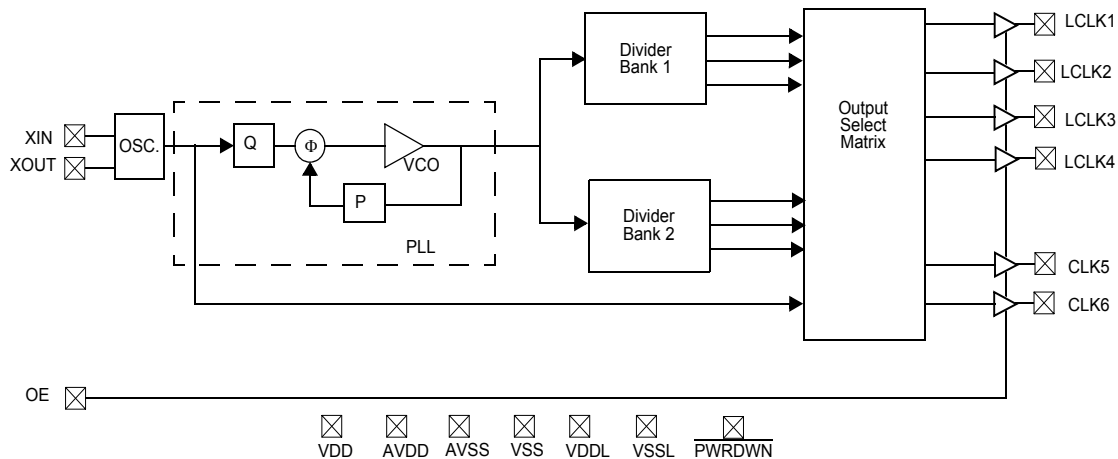 XIN
XOUT
OSC.
Q
Φ
VCO
P
PLL
Divider
Bank 1
Divider
Bank 2
Output
Select
Matrix
LCLK1
LCLK2
LCLK3
LCLK4
CLK5
CLK6
OE
VDD
AVDD
AVSS
VSS
VDDL
VSSL
PWRDWN